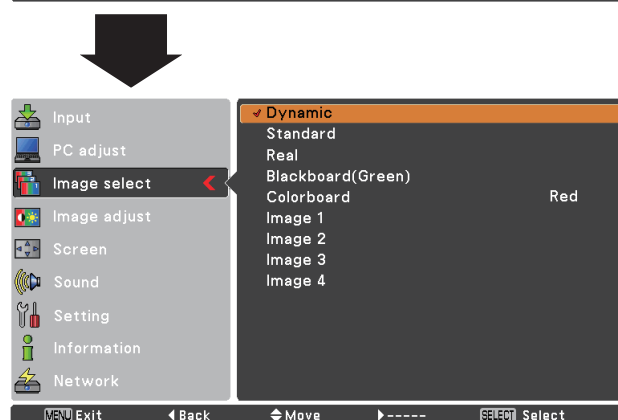 Input
PC adjust
Image select
Image adjust
Screen
Sound
Setting
Information
Network
Dynamic
Standard
Real
Blackboard(Green)
Colorboard Red
Image 1
Image 2
Image 3
Image 4
MENU Exit Back Move ----- SELECT Select